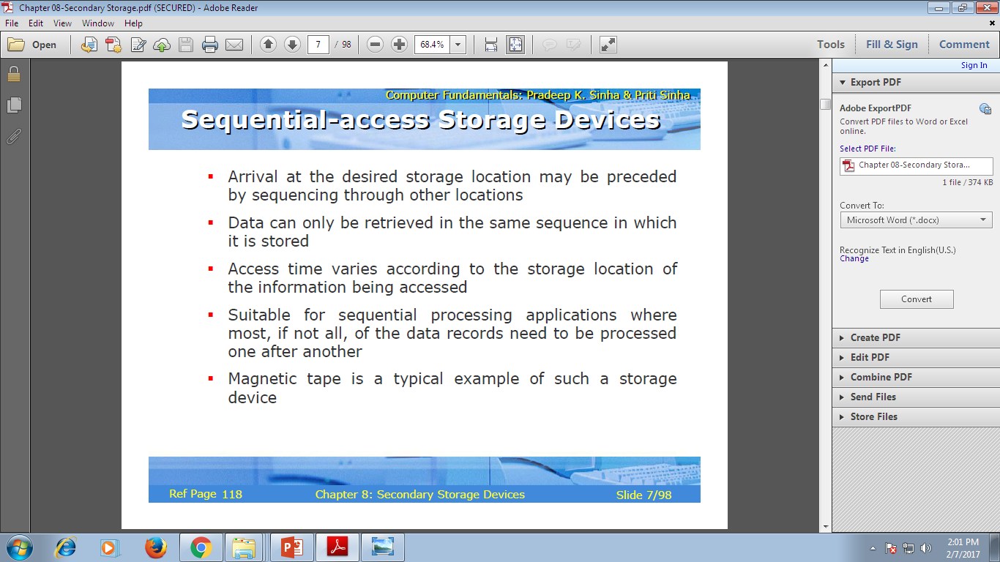 Chapter 08-Secondary Storage.pdf (SECURED) - Adobe Reader
File Edit View Window Help
Open 7 / 98 68.4% Tools Fill & Sign Comment
Sign In
Computer Fundamentals: Pradeep K. Sinha & Priti Sinha
Sequential-access Storage Devices
▪ Arrival at the desired storage location may be preceded
by sequencing through other locations
▪ Data can only be retrieved in the same sequence in which
it is stored
▪ Access time varies according to the storage location of
the information being accessed
▪ Suitable for sequential processing applications where
most, if not all, of the data records need to be processed
one after another
▪ Magnetic tape is a typical example of such a storage
device
Ref Page 118 Chapter 8: Secondary Storage Devices Slide 7/98
Export PDF
Adobe ExportPDF
Convert PDF files to Word or Excel
online.
Select PDF File:
Chapter 08-Secondary Stora...
1 file / 374 KB
Convert To:
Microsoft Word (*.docx)
Recognize Text in English(U.S.)
Change
Convert
Create PDF
Edit PDF
Combine PDF
Send Files
Store Files
2:01 PM
2/7/2017